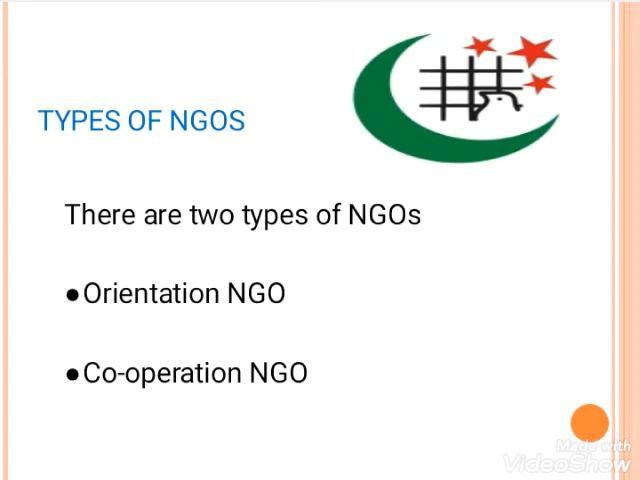 TYPES OF NGOS
There are two types of NGOs
●Orientation NGO
●Co-operation NGO
Made with
VideoShow